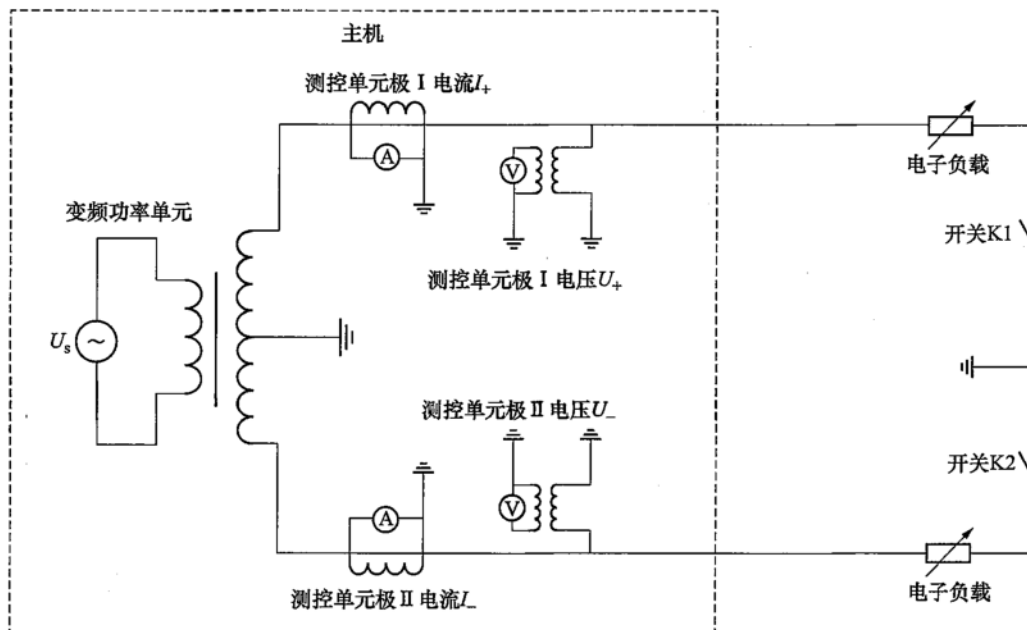 主机
测控单元极Ⅰ电流I+
A
V
电子负载
变频功率单元
开关K1
测控单元极Ⅰ电压U+
Us
~
测控单元极Ⅱ电压U-
开关K2
A
V
测控单元极Ⅱ电流I-
电子负载